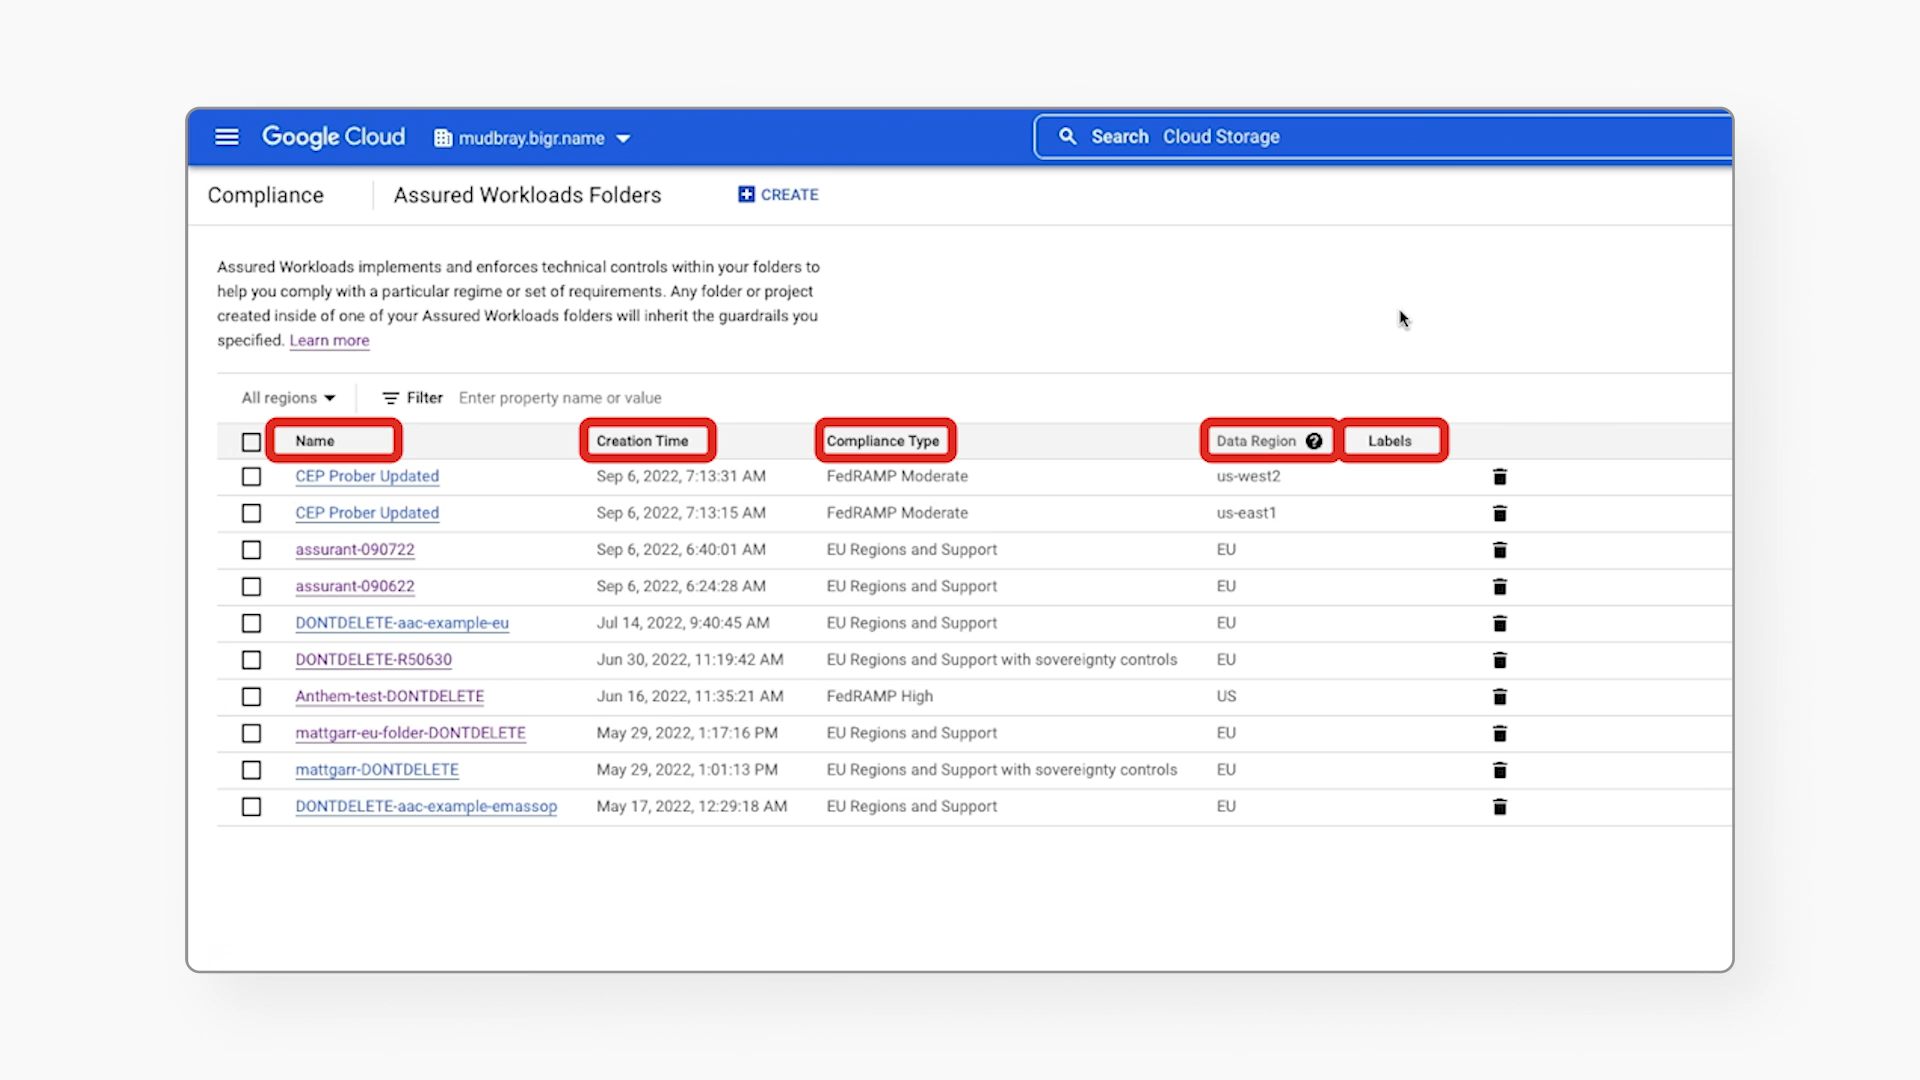 Google Cloud mudbray.bigr.name Search Cloud Storage
Compliance Assured Workloads Folders CREATE
Assured Workloads implements and enforces technical controls within your folders to
help you comply with a particular regime or set of requirements. Any folder or project
created inside of one of your Assured Workloads folders will inherit the guardrails you
specified. Learn more
All regions Filter Enter property name or value
Name Creation Time Compliance Type Data Region ? Labels
CEP Prober Updated Sep 6, 2022, 7:13:31 AM FedRAMP Moderate us-west2
CEP Prober Updated Sep 6, 2022, 7:13:15 AM FedRAMP Moderate us-east1
assurant-090722 Sep 6, 2022, 6:40:01 AM EU Regions and Support EU
assurant-090622 Sep 6, 2022, 6:24:28 AM EU Regions and Support EU
DONTDELETE-aac-example-eu Jul 14, 2022, 9:40:45 AM EU Regions and Support EU
DONTDELETE-R50630 Jun 30, 2022, 11:19:42 AM EU Regions and Support with sovereignty controls EU
Anthem-test-DONTDELETE Jun 16, 2022, 11:35:21 AM FedRAMP High US
mattgarr-eu-folder-DONTDELETE May 29, 2022, 1:17:16 PM EU Regions and Support EU
mattgarr-DONTDELETE May 29, 2022, 1:01:13 PM EU Regions and Support with sovereignty controls EU
DONTDELETE-aac-example-emassop May 17, 2022, 12:29:18 AM EU Regions and Support EU